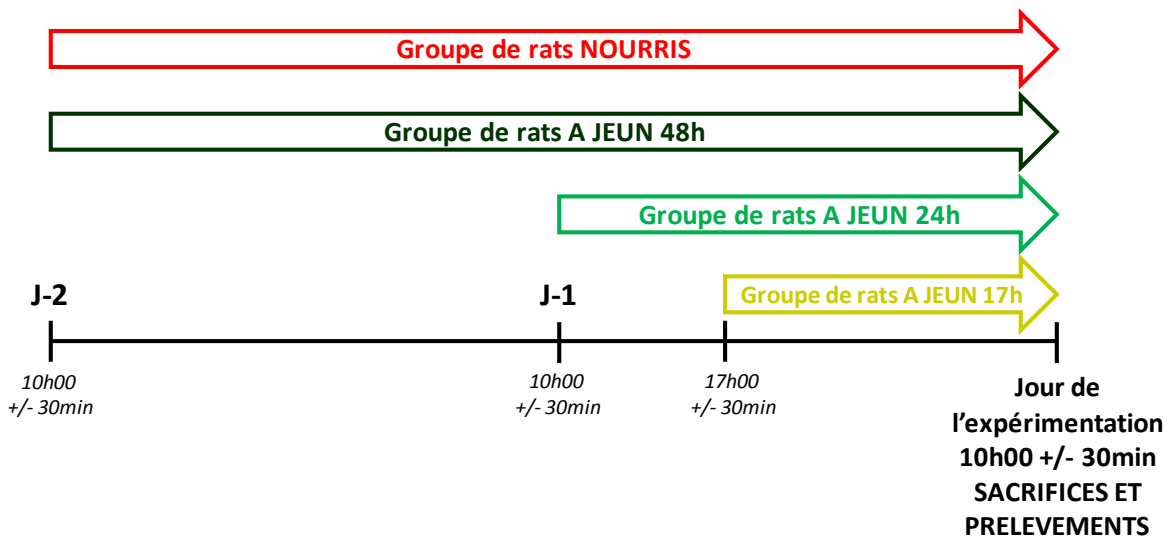 Groupe de rats NOURRIS
Groupe de rats A JEUN 48h
Groupe de rats A JEUN 24h
Groupe de rats A JEUN 17h
J-2
J-1
10h00
+/- 30min
10h00
+/- 30min
17h00
+/- 30min
Jour de
l'expérimentation
10h00 +/- 30min
SACRIFICES ET
PRELEVEMENTS